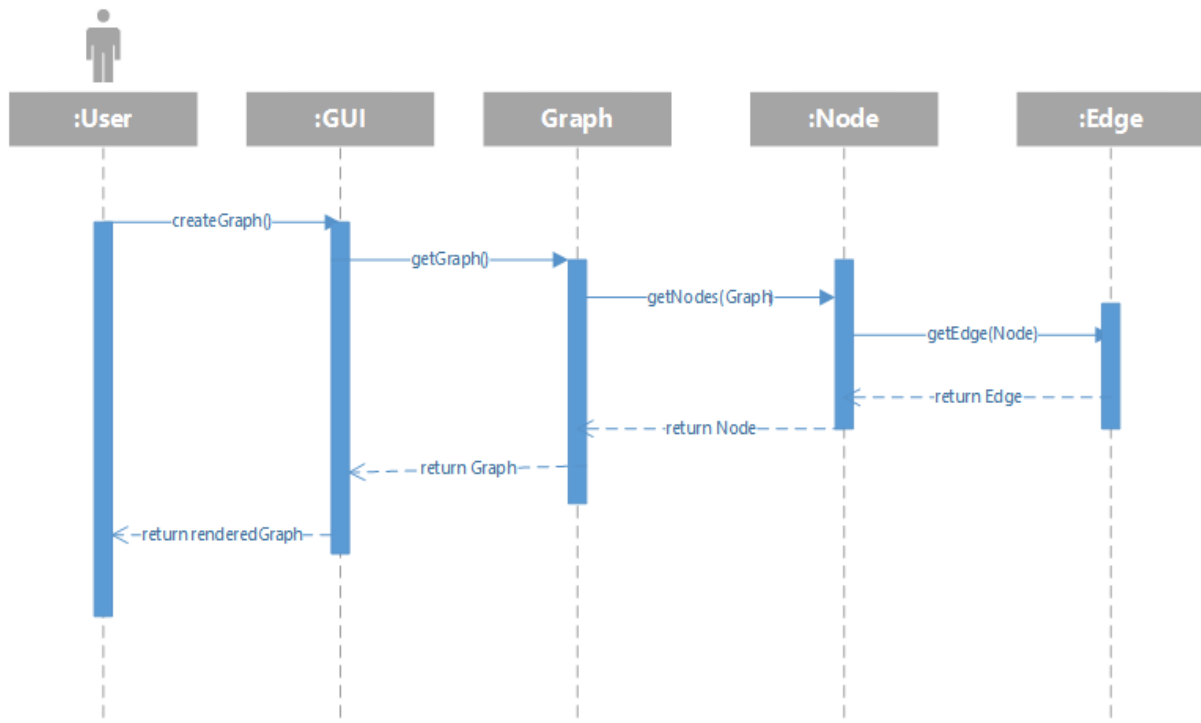 :User
:GUI
Graph
:Node
:Edge
createGraph()
getGraph()
getNodes(Graph)
getEdge(Node)
return Edge
return Node
return Graph
return renderedGraph